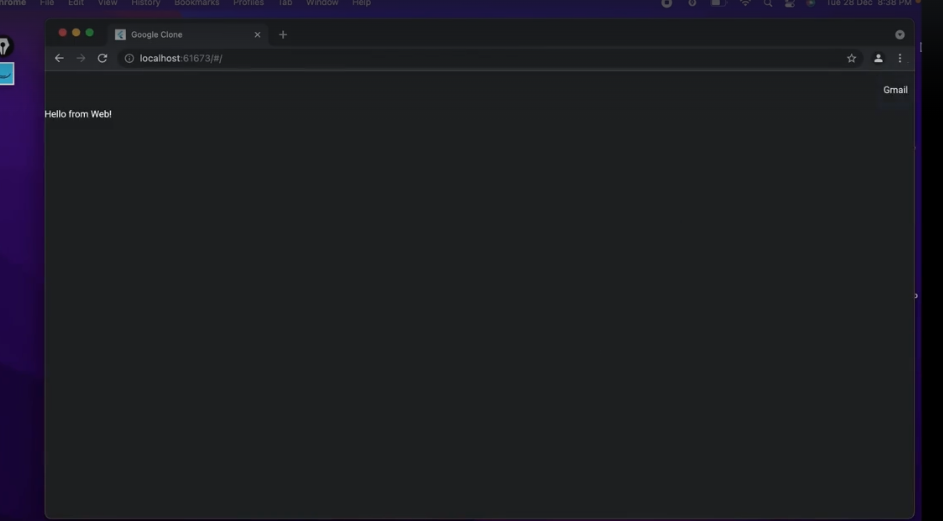 hrome File Edit View History Bookmarks Profiles Tab Window Help Tue 28 Dec 8:38 PM
Google Clone
localhost:61673/#/
Gmail
Hello from Web!